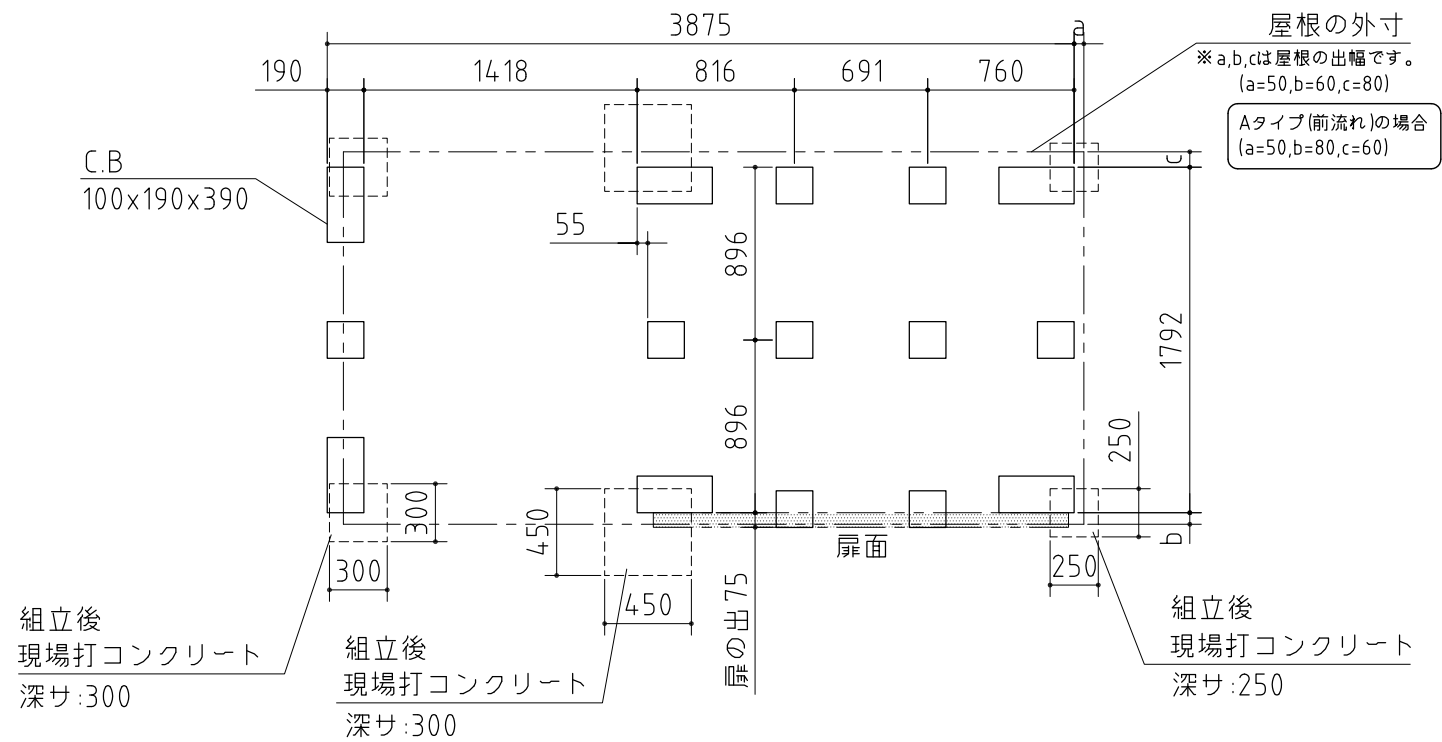 3875
a
屋根の外寸
※a,b,cは屋根の出幅です。
(a=50,b=60,c=80)
190
1418
816
691
760
Aタイプ(前流れ)の場合
(a=50,b=80,c=60)
C.B
100x190x390
c
55
896
1792
896
250
300
450
扉面
b
300
250
450
扉の出 75
組立後
現場打コンクリート
深サ:300
組立後
現場打コンクリート
深サ:300
組立後
現場打コンクリート
深サ:250